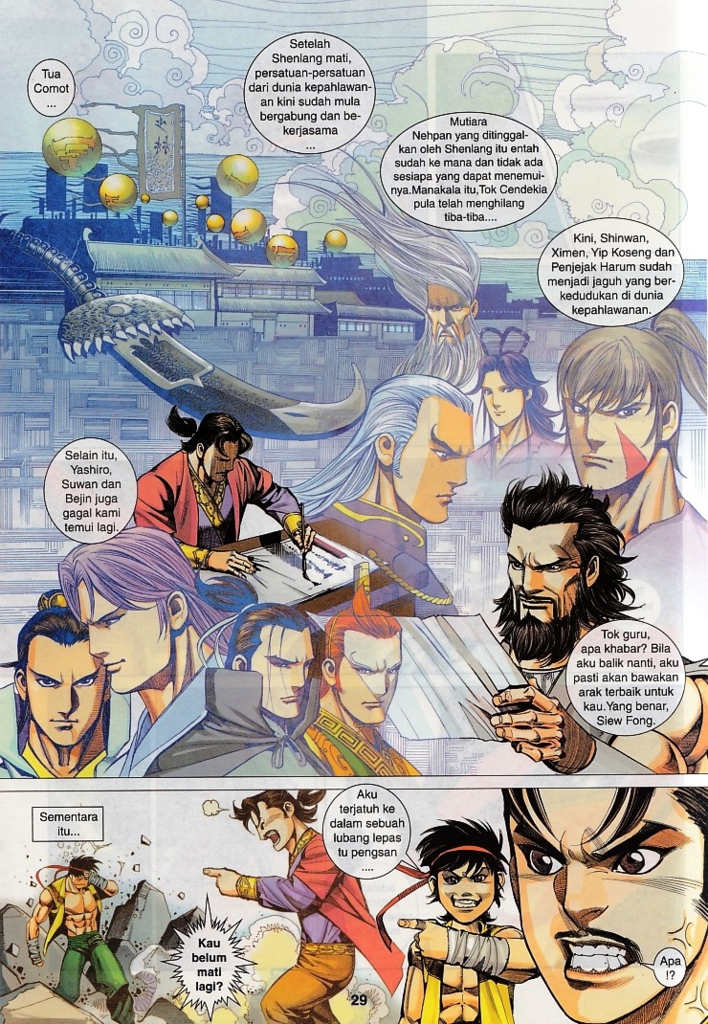 Tua
Comot
...
Setelah
Shenlang mati,
persatuan-persatuan
dari dunia kepahlawan-
an kini sudah mula
bergabung dan be-
kerjasama
...
Mutiara
Nehpan yang ditinggal-
kan oleh Shenlang itu entah
sudah ke mana dan tidak ada
sesiapa yang dapat menemui-
nya.Manakala itu,Tok Cendekia
pula telah menghilang
tiba-tiba....
Kini, Shinwan,
Ximen, Yip Koseng dan
Penjejak Harum sudah
menjadi jaguh yang ber-
kedudukan di dunia
kepahlawanan.
Selain itu,
Yashiro,
Suwan dan
Bejin juga
gagal kami
temui lagi.
Tok guru,
apa khabar? Bila
aku balik nanti, aku
pasti akan bawakan
arak terbaik untuk
kau.Yang benar,
Siew Fong.
Sementara
itu...
Kau
belum
mati
lagi?
Aku
terjatuh ke
dalam sebuah
lubang lepas
tu pengsan
....
Apa
!?
29